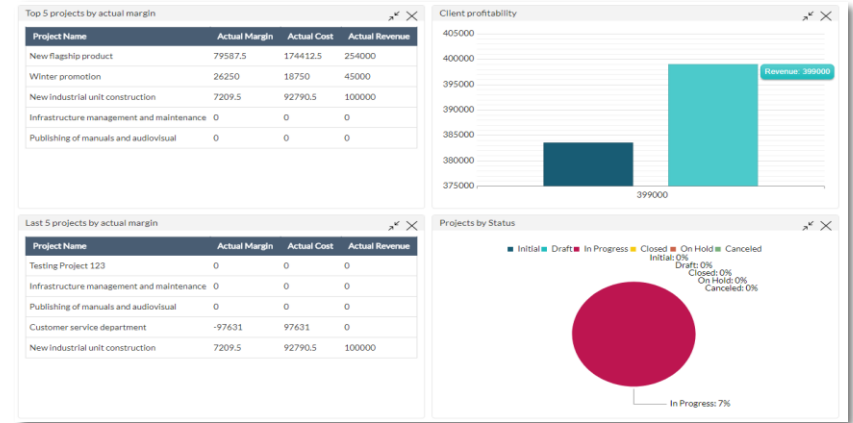 Top 5 projects by actual margin
Project Name Actual Margin Actual Cost Actual Revenue
New flagship product 79587.5 174412.5 254000
Winter promotion 26250 18750 45000
New industrial unit construction 7209.5 92790.5 100000
Infrastructure management and maintenance 0 0 0
Publishing of manuals and audiovisual 0 0 0
Client profitability
405000
400000
395000
390000
385000
380000
375000
Revenue: 399000
399000
Last 5 projects by actual margin
Project Name Actual Margin Actual Cost Actual Revenue
Testing Project 123 0 0 0
Infrastructure management and maintenance 0 0 0
Publishing of manuals and audiovisual 0 0 0
Customer service department -97631 97631 0
New industrial unit construction 7209.5 92790.5 100000
Projects by Status
Initial Draft In Progress Closed On Hold Canceled
Initial: 0%
Draft: 0%
Closed: 0%
On Hold: 0%
Canceled: 0%
In Progress: 7%